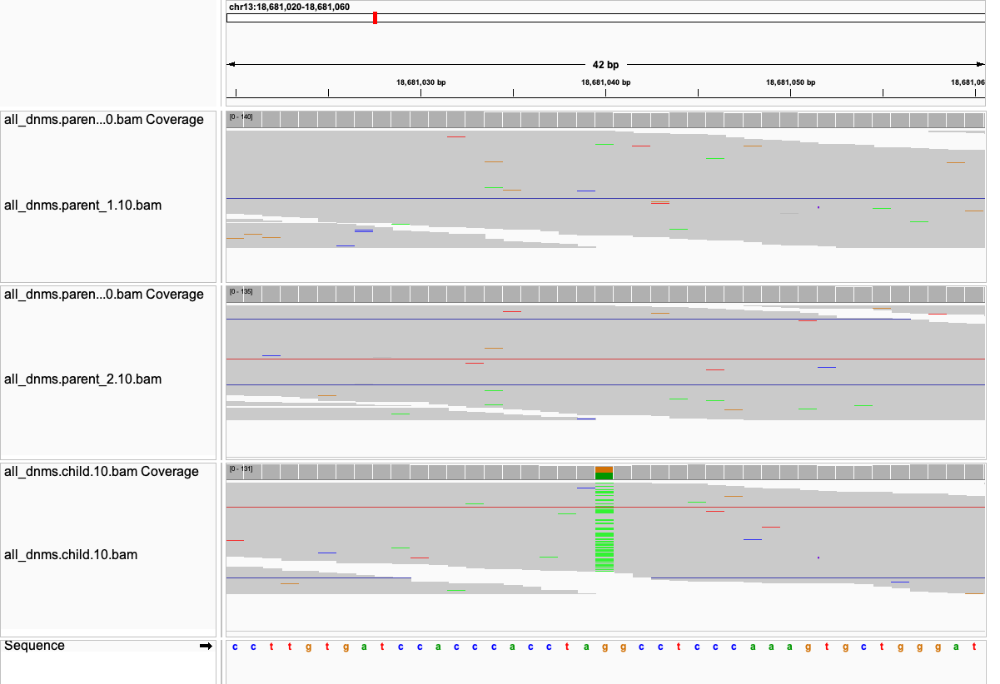 chr13:18,681,020-18,681,060
42 bp
18,681,030 bp 18,681,040 bp 18,681,050 bp 18,681,06
all_dnms.paren...0.bam Coverage
[0 - 140]
all_dnms.parent_1.10.bam
all_dnms.paren...0.bam Coverage
[0 - 135]
all_dnms.parent_2.10.bam
all_dnms.child.10.bam Coverage
[0 - 131]
all_dnms.child.10.bam
Sequence c c t t g t g a t c c a c c c a c c t a g g c c t c c c a a a g t g c t g g g a t